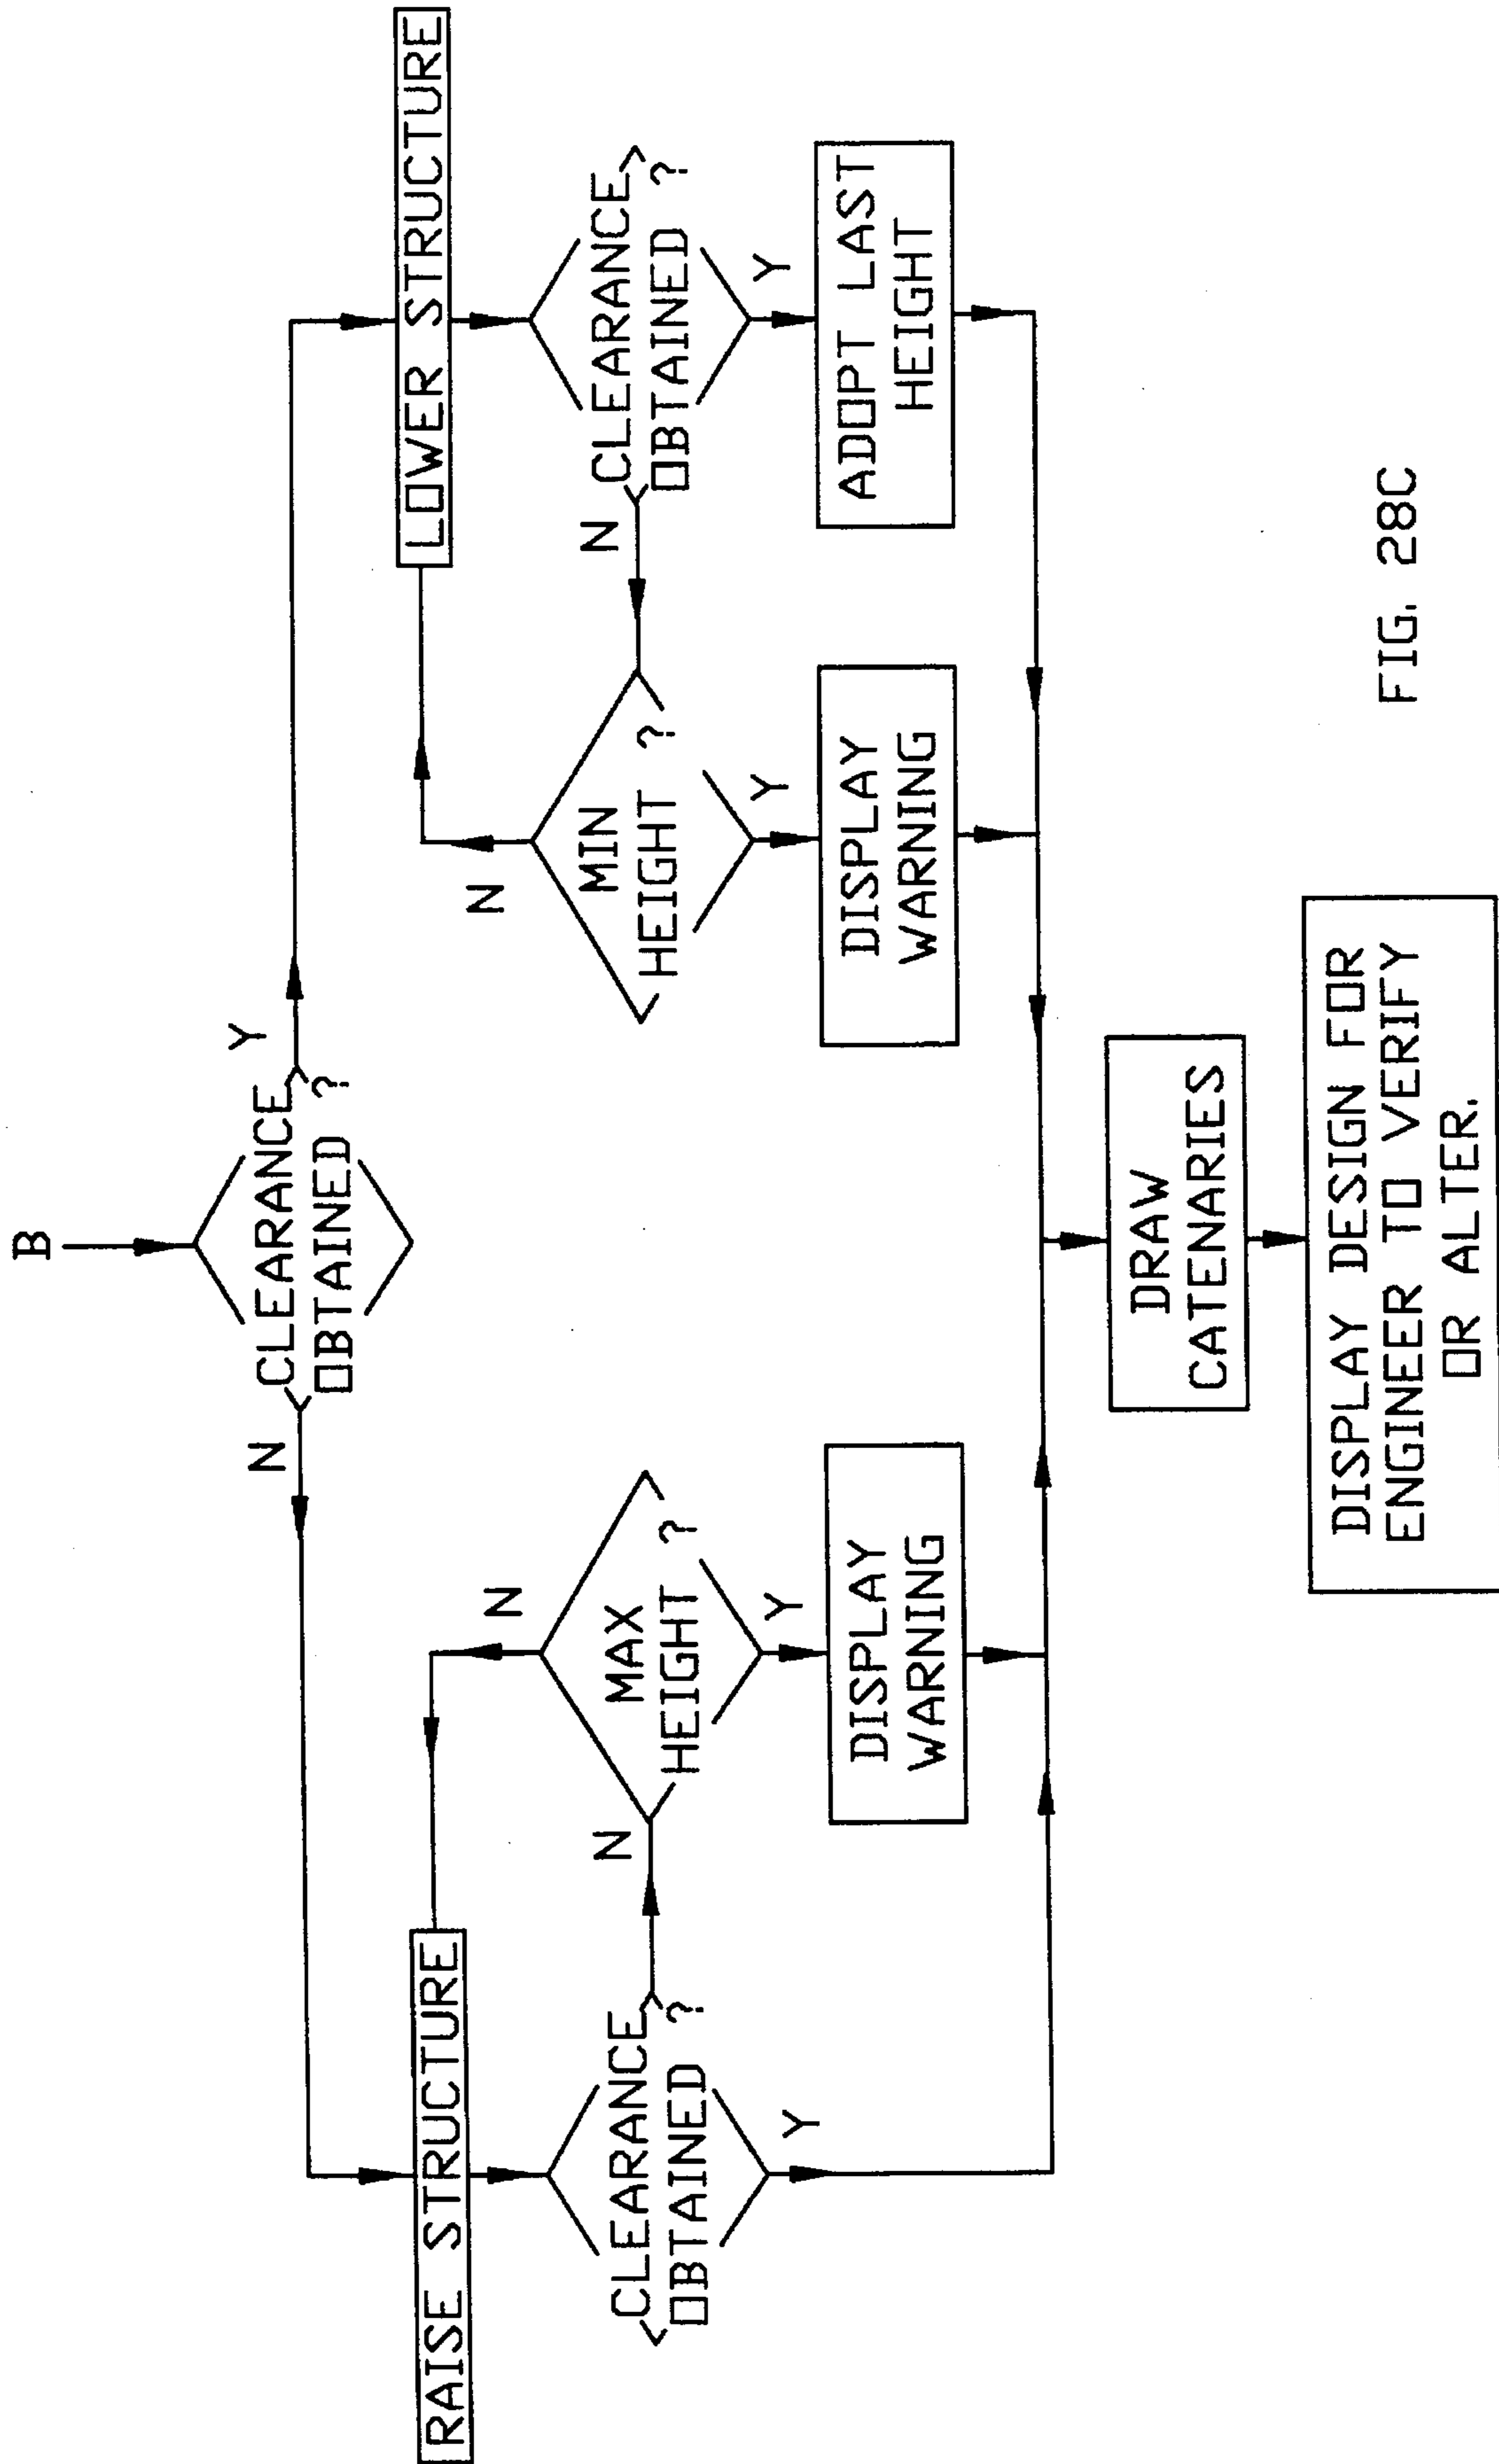 B
CLEARANCE
OBTAINED ?
N
Y
RAISE STRUCTURE
LOWER STRUCTURE
CLEARANCE
OBTAINED ?
N
Y
MAX
HEIGHT ?
N
Y
MIN
HEIGHT ?
N
Y
CLEARANCE
OBTAINED ?
N
Y
DISPLAY
WARNING
DISPLAY
WARNING
ADOPT LAST
HEIGHT
DRAW
CATENARIES
DISPLAY DESIGN FOR
ENGINEER TO VERIFY
OR ALTER.
FIG. 28C